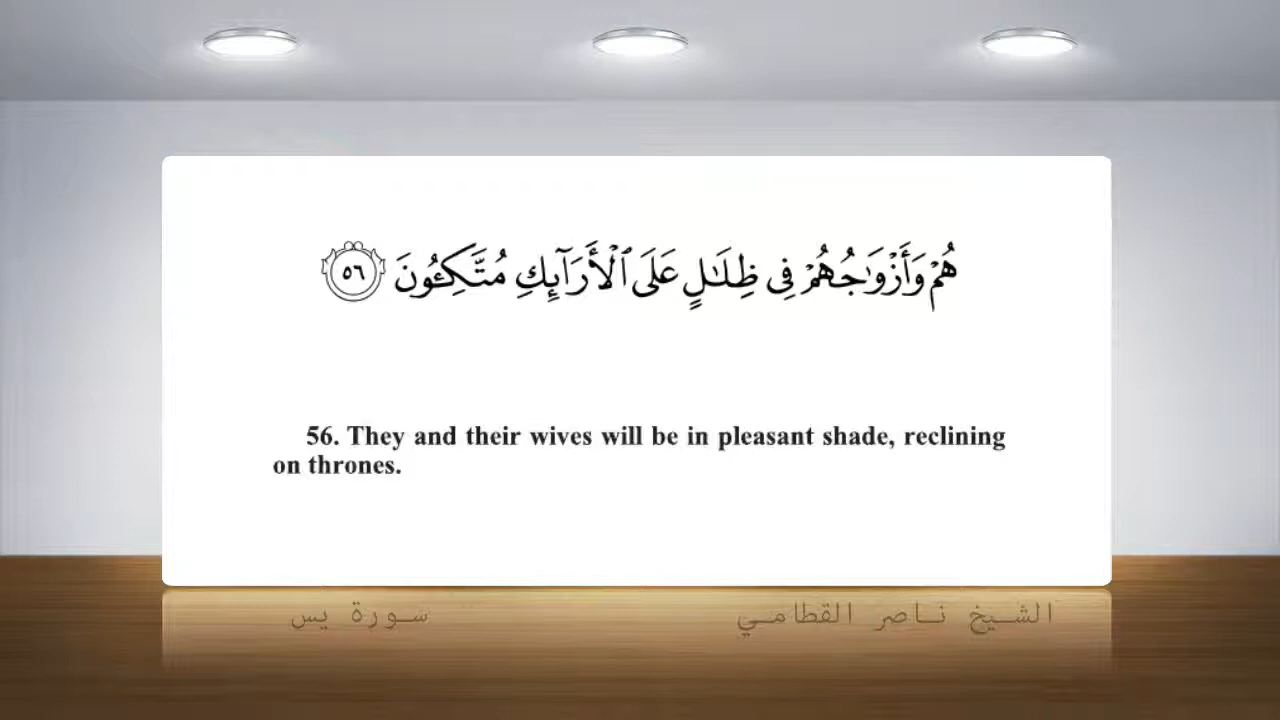 هُمْ وَأَزْوَٰجُهُمْ فِى ظِلَـٰلٍ عَلَى ٱلْأَرَآئِكِ مُتَّكِـُٔونَ ٥٦
56. They and their wives will be in pleasant shade, reclining
on thrones.
الشيخ ناصر القطامي سورة يس